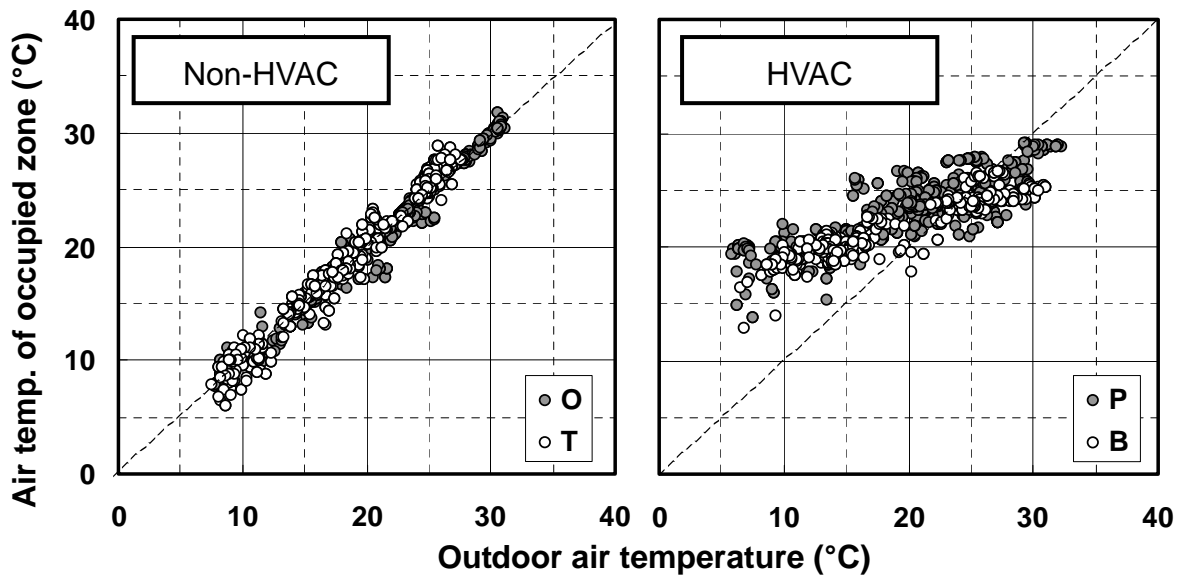 Air temp. of occupied zone (°C)
40
30
20
10
0
Non-HVAC
O
T
0 10 20 30 40
HVAC
P
B
0 10 20 30 40
Outdoor air temperature (°C)